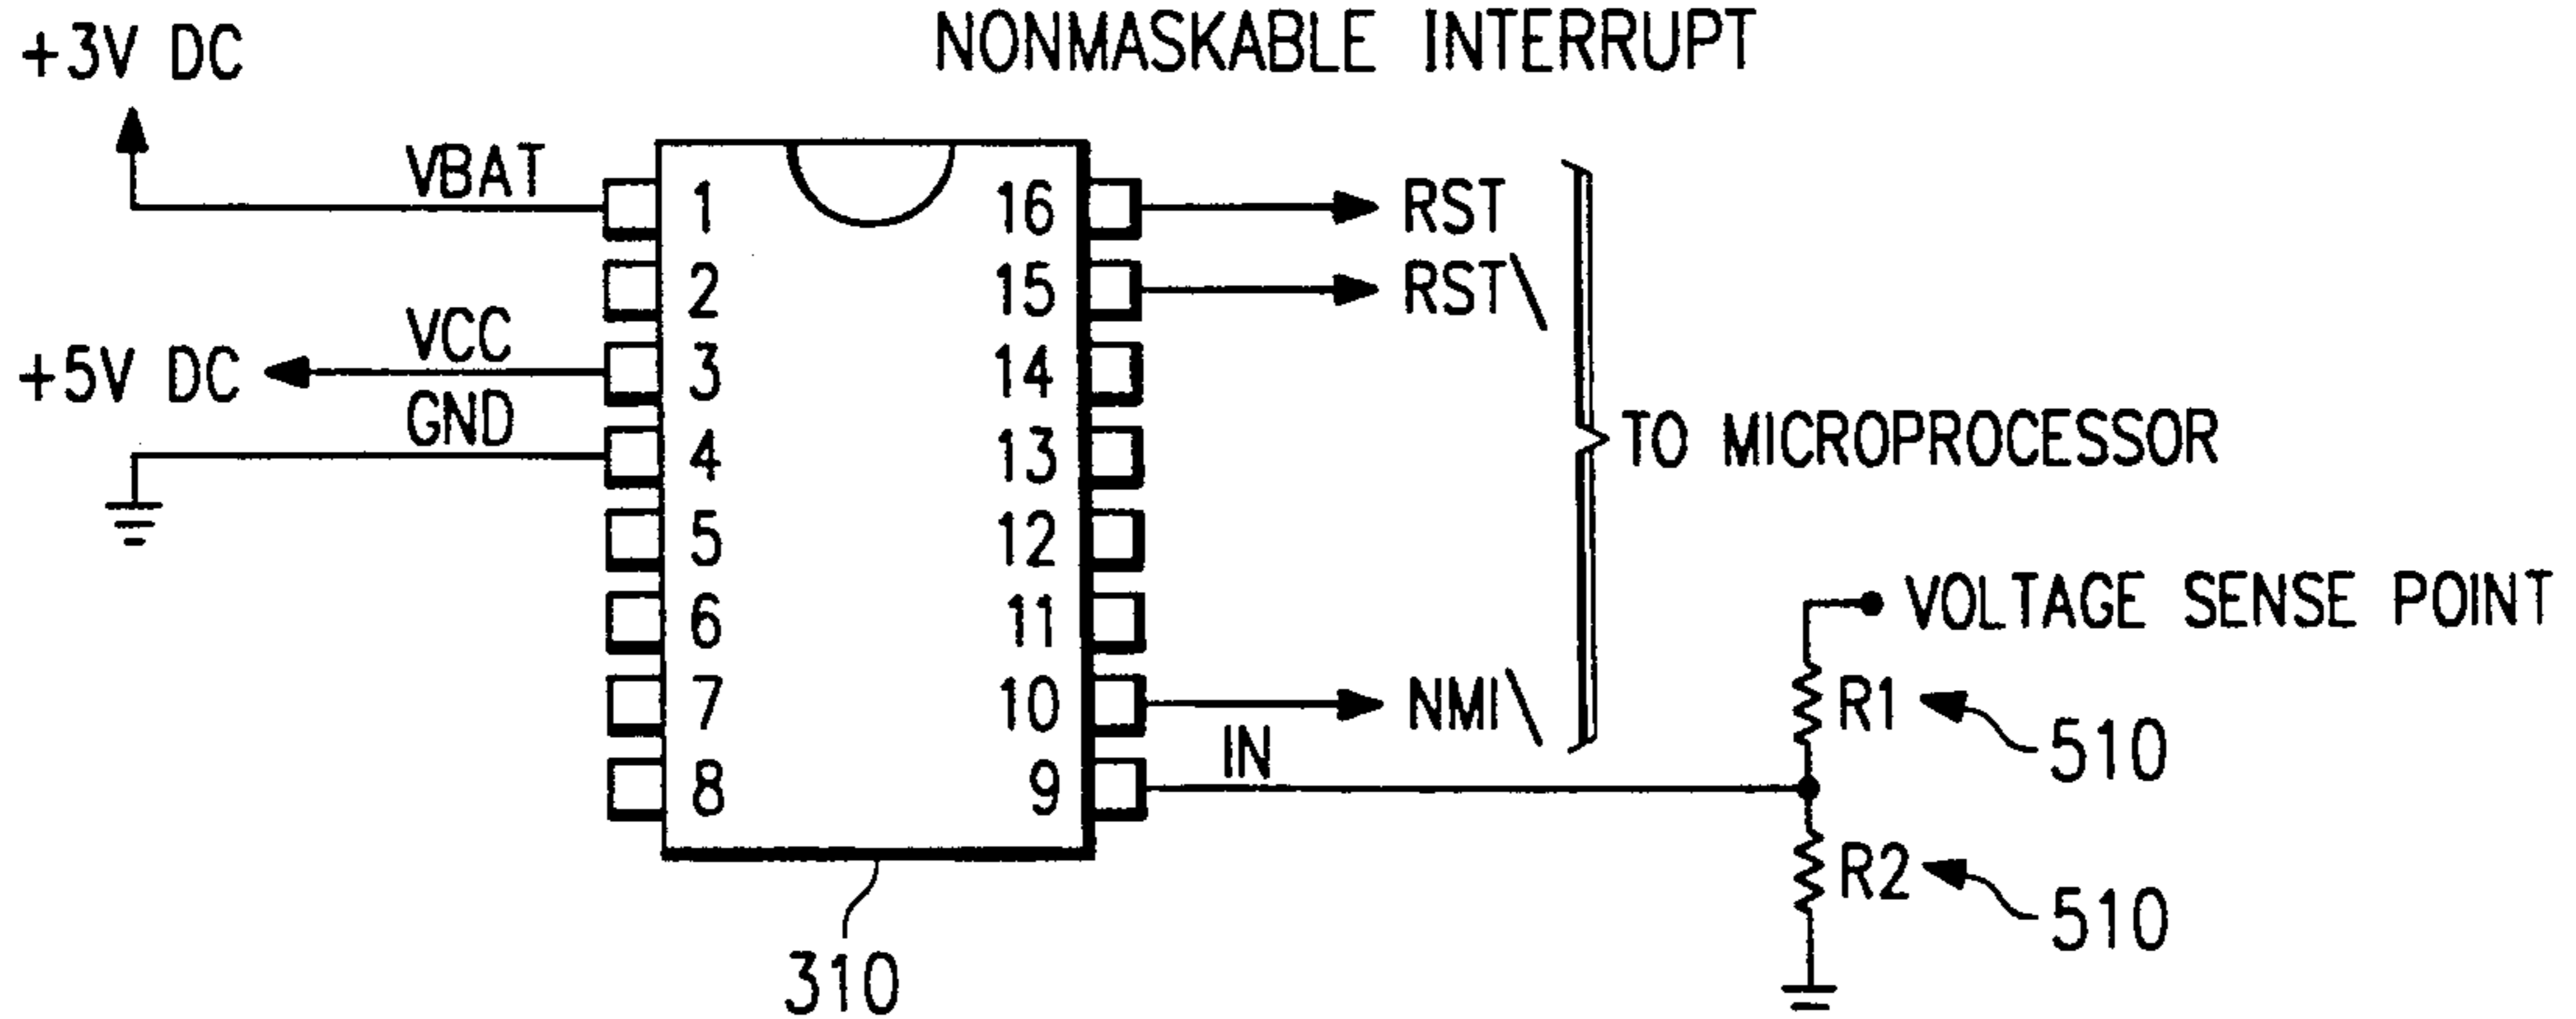 NONMASKABLE INTERRUPT
+3V DC
VBAT
1 16 RST
2 15 RST\
+5V DC VCC
3 14
GND
4 13
TO MICROPROCESSOR
5 12
6 11
VOLTAGE SENSE POINT
7 10 NMI\
R1 510
IN
8 9
R2 510
310